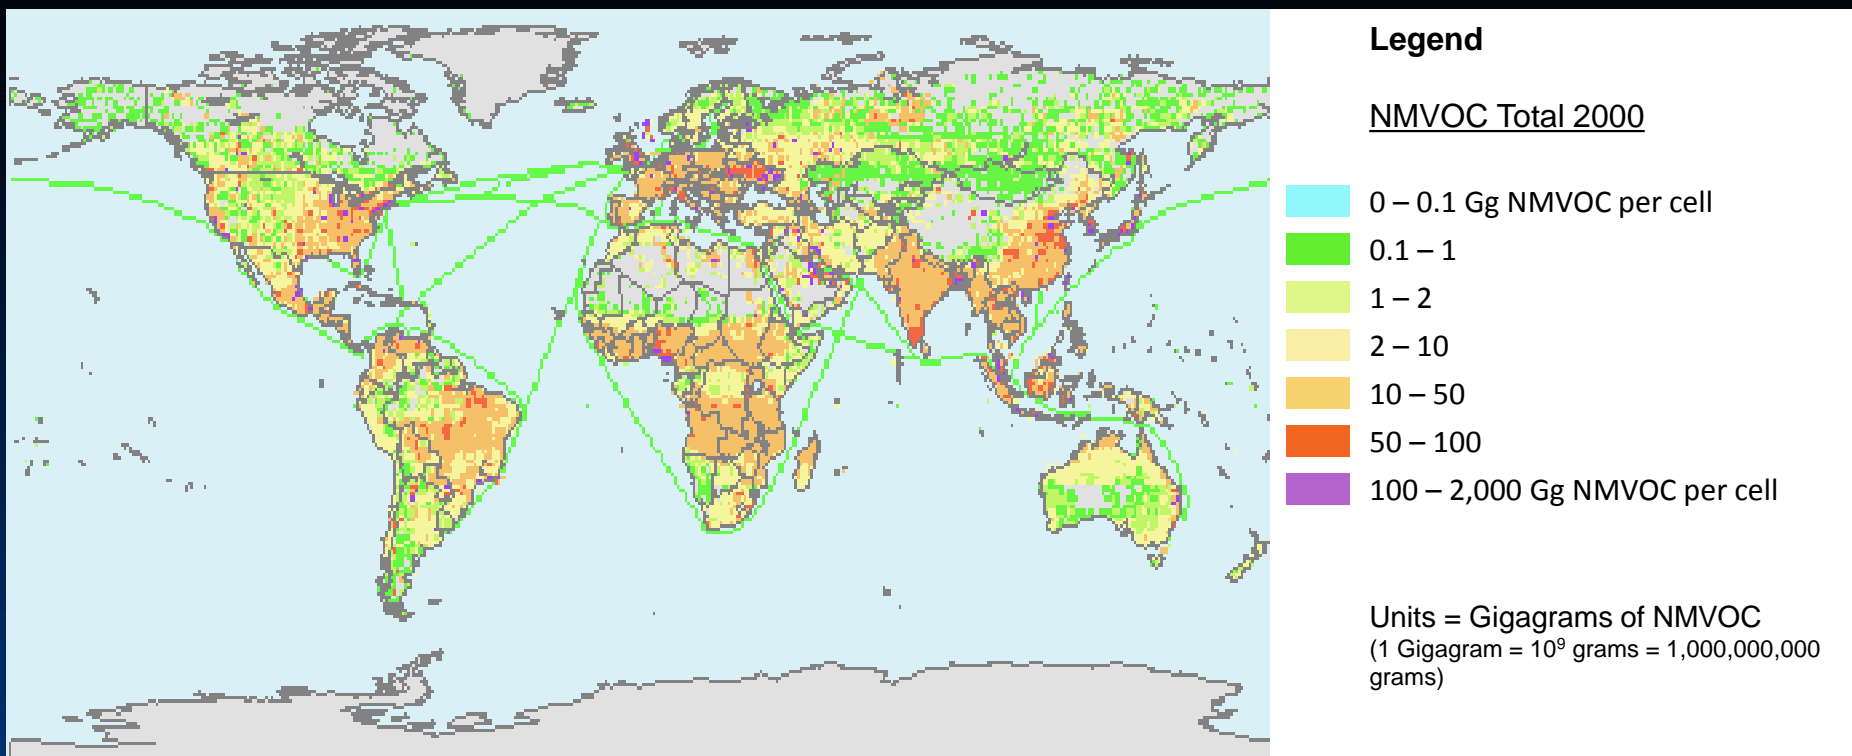 Legend
NMVOC Total 2000
0 – 0.1 Gg NMVOC per cell
0.1 – 1
1 – 2
2 – 10
10 – 50
50 – 100
100 – 2,000 Gg NMVOC per cell
Units = Gigagrams of NMVOC
(1 Gigagram = 10⁹ grams = 1,000,000,000
grams)